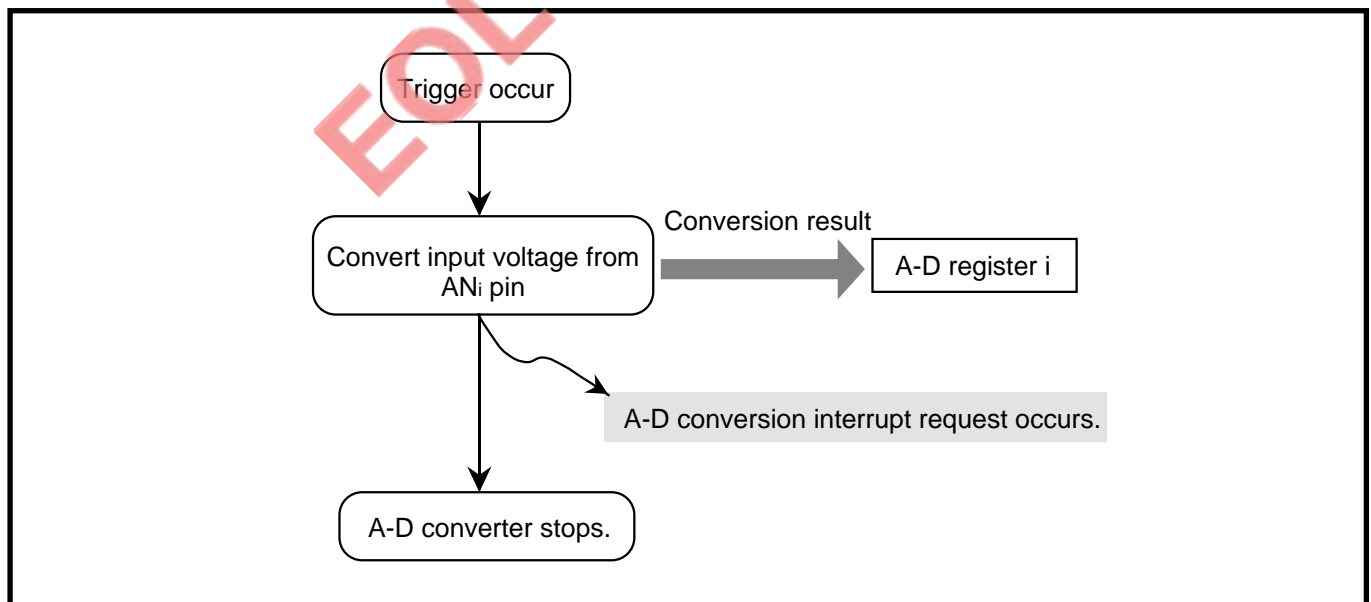 EOL
Trigger occur
Conversion result
Convert input voltage from
ANi pin
A-D register i
A-D conversion interrupt request occurs.
A-D converter stops.